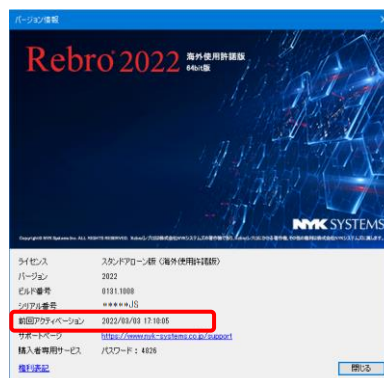 バージョン情報
Rebro 2022 海外使用許諾版
64bit版
NYK SYSTEMS
ライセンス スタンドアローン版 (海外使用許諾版)
バージョン 2022
ビルド番号 0131.1008
シリアル番号 *****JS
前回アクティベーション 2022/03/03 17:10:05
サポートページ https://www.nyk-systems.co.jp/support
購入者専用サービス パスワード : 4826
権利表記
閉じる